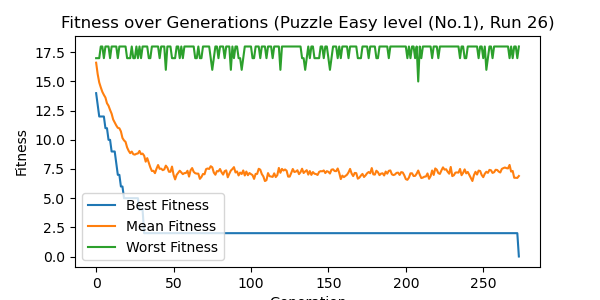 Fitness over Generations (Puzzle Easy level (No.1), Run 26)
Fitness
17.5
15.0
12.5
10.0
7.5
5.0
2.5
0.0
Best Fitness
Mean Fitness
Worst Fitness
0
50
100
150
200
250
Generation